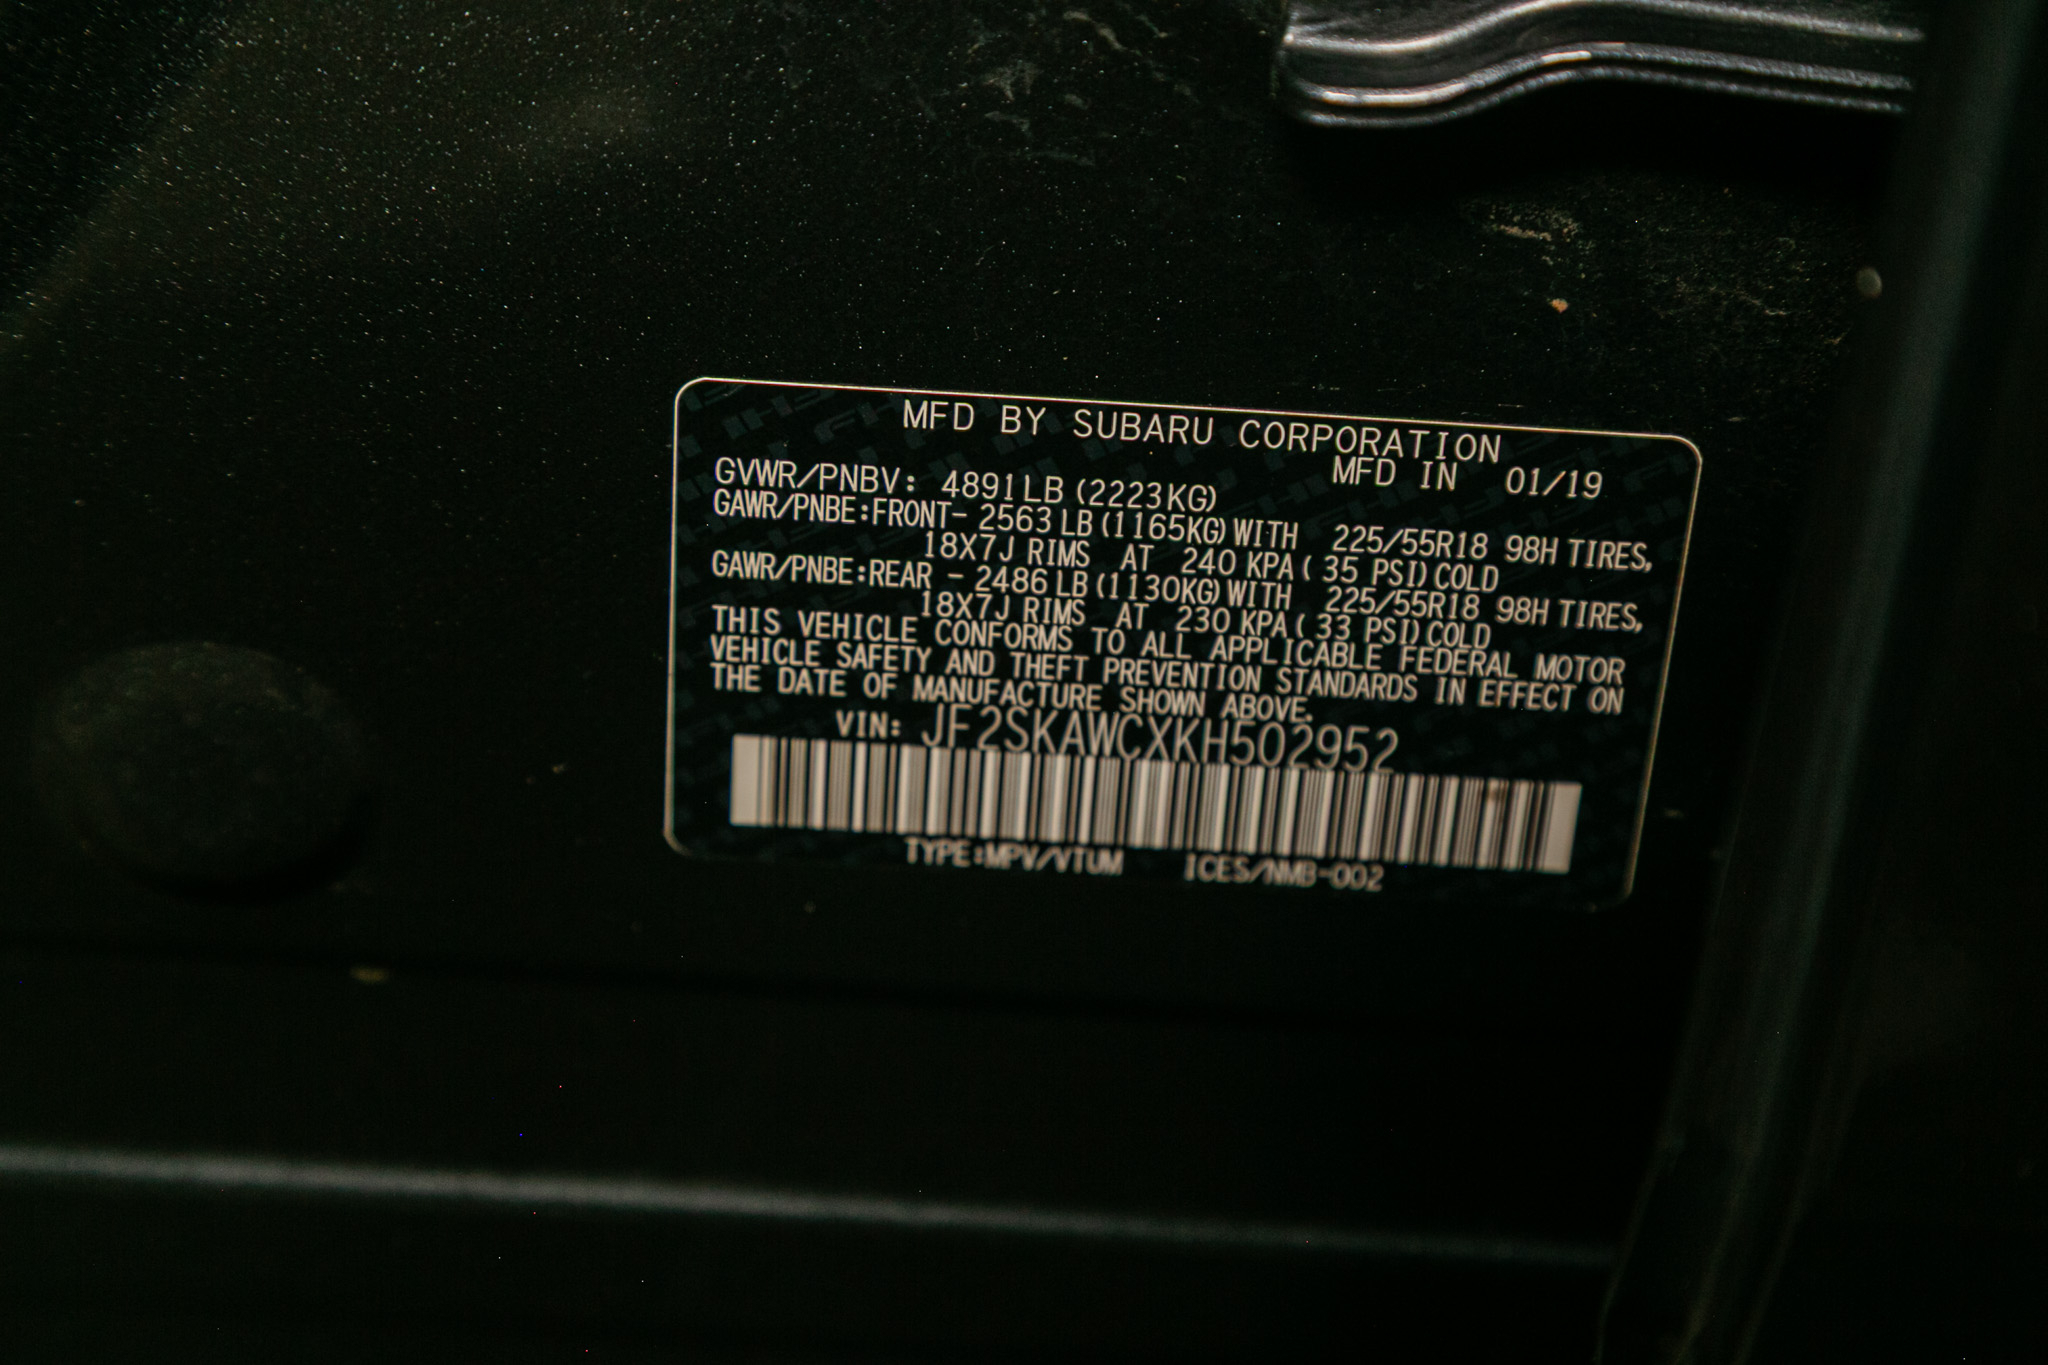 MFD BY SUBARU CORPORATION
MFD IN 01/19
GVWR/PNBV: 4891LB (2223KG)
GAWR/PNBE:FRONT- 2563 LB (1165KG) WITH 225/55R18 98H TIRES,
18X7J RIMS AT 240 KPA ( 35 PSI) COLD
GAWR/PNBE:REAR - 2486 LB (1130KG) WITH 225/55R18 98H TIRES,
18X7J RIMS AT 230 KPA ( 33 PSI) COLD
THIS VEHICLE CONFORMS TO ALL APPLICABLE FEDERAL MOTOR
VEHICLE SAFETY AND THEFT PREVENTION STANDARDS IN EFFECT ON
THE DATE OF MANUFACTURE SHOWN ABOVE.
VIN: JF2SKAWCXKH502952
TYPE:MPV/VTUM ICES/NMB-002